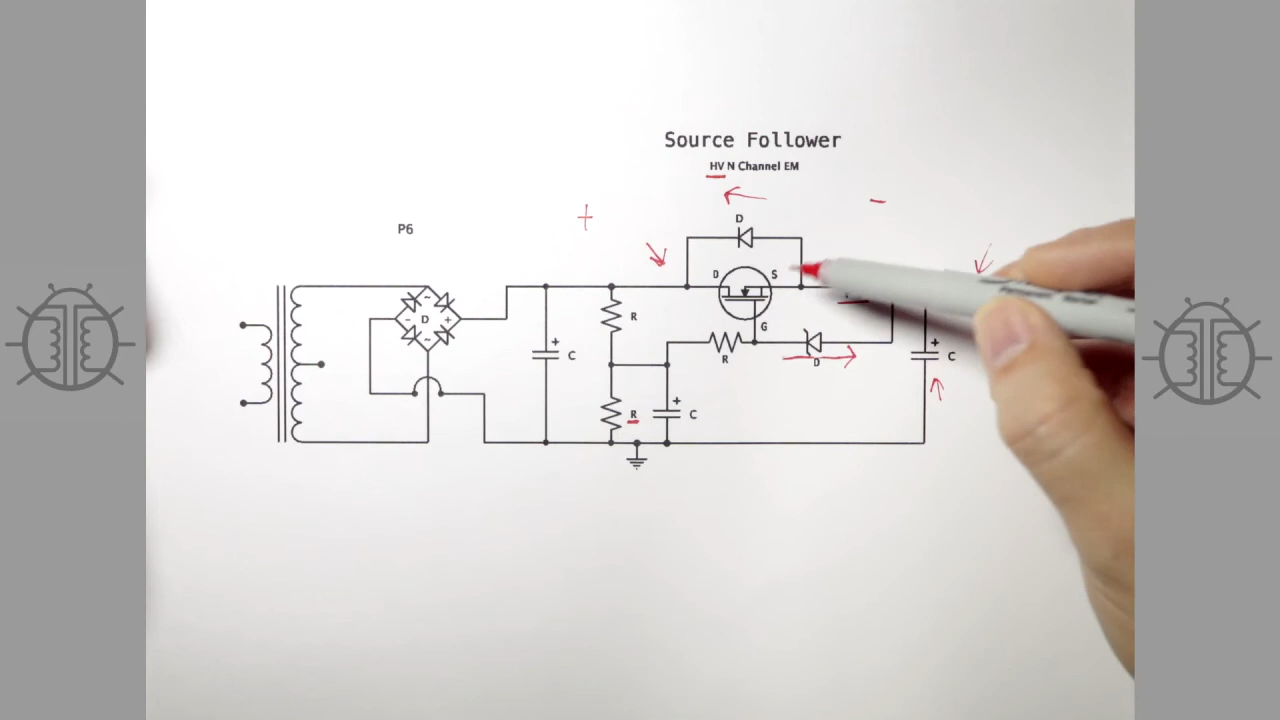 Source Follower
HV N Channel EM
+ -
P6
D
D S
- D +
~
~
R
G
+ C
R
D
+ C
R
+ C